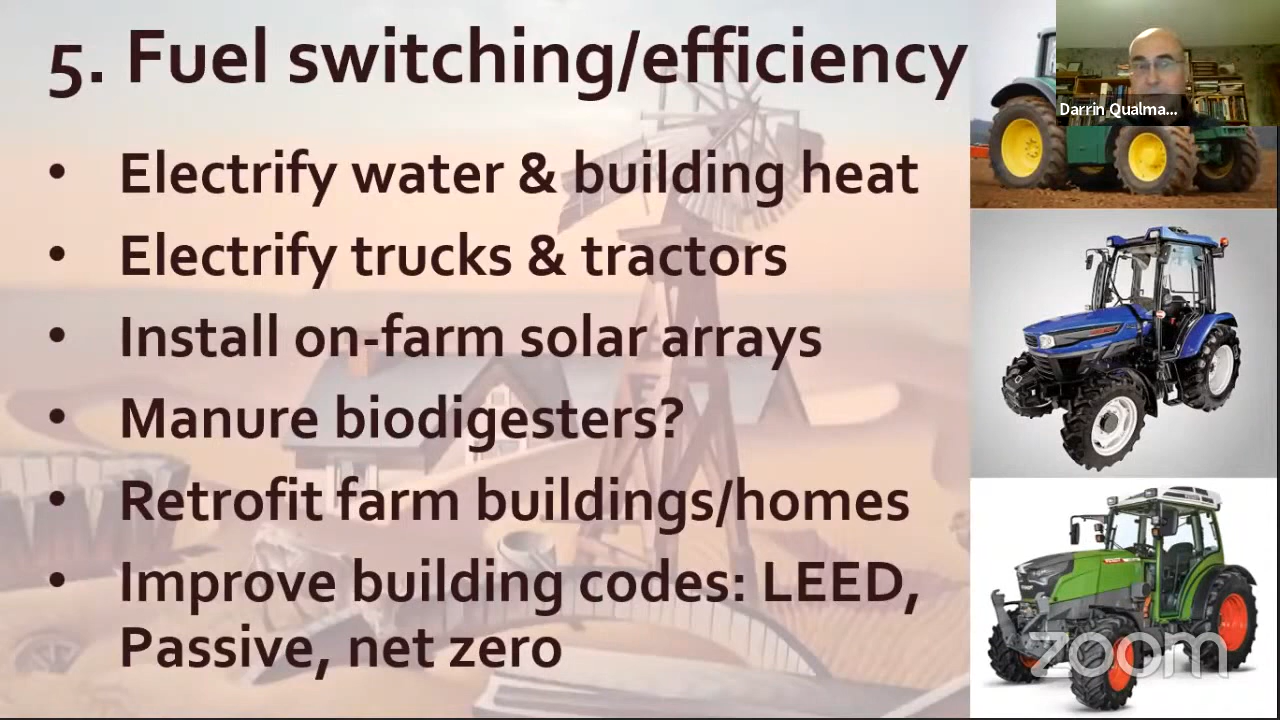 5. Fuel switching/efficiency
Darrin Qualma...
• Electrify water & building heat
• Electrify trucks & tractors
• Install on-farm solar arrays
• Manure biodigesters?
• Retrofit farm buildings/homes
• Improve building codes: LEED,
Passive, net zero
zoom